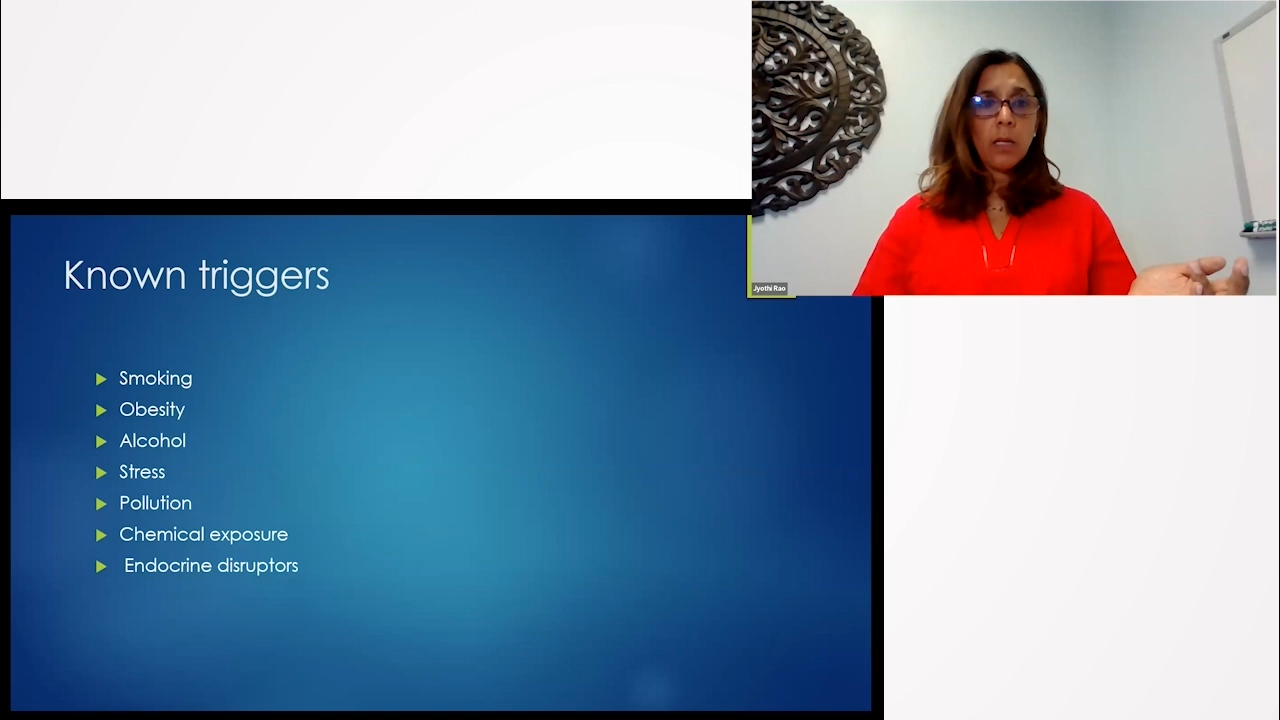 Jyothi Rao
Known triggers
Smoking
Obesity
Alcohol
Stress
Pollution
Chemical exposure
Endocrine disruptors